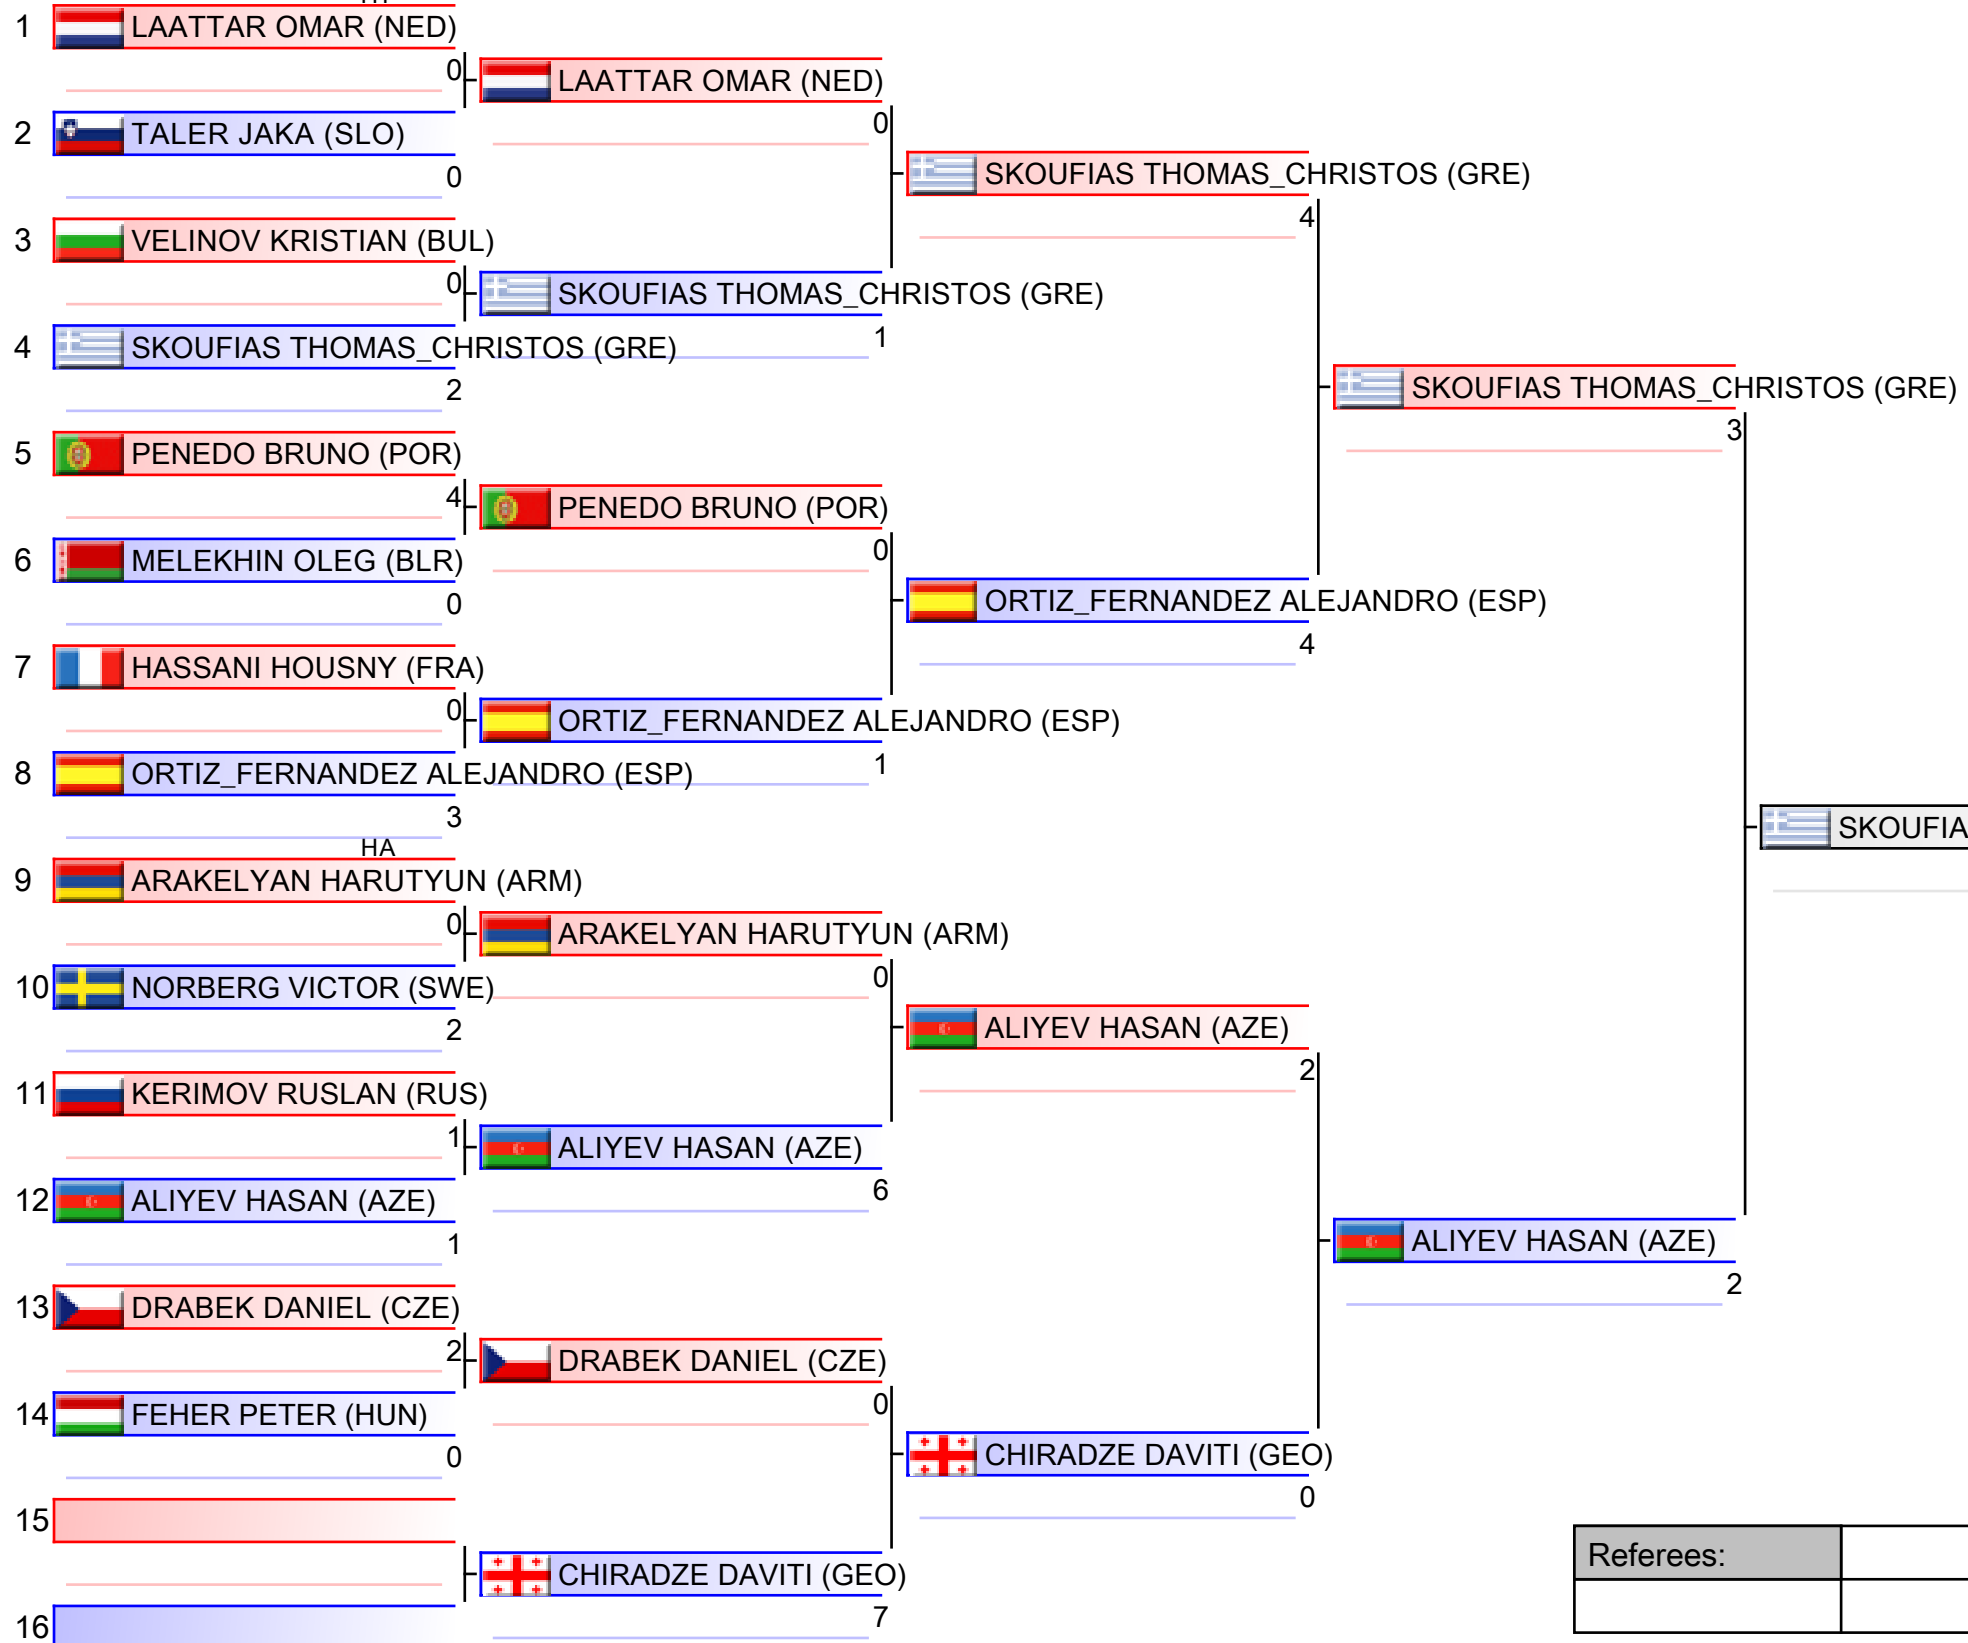 1 LAATTAR OMAR (NED)
0
LAATTAR OMAR (NED)
0
2 TALER JAKA (SLO)
0
SKOUFIAS THOMAS_CHRISTOS (GRE)
4
3 VELINOV KRISTIAN (BUL)
0
SKOUFIAS THOMAS_CHRISTOS (GRE)
1
4 SKOUFIAS THOMAS_CHRISTOS (GRE)
2
SKOUFIAS THOMAS_CHRISTOS (GRE)
3
5 PENEDO BRUNO (POR)
4
PENEDO BRUNO (POR)
0
6 MELEKHIN OLEG (BLR)
0
ORTIZ_FERNANDEZ ALEJANDRO (ESP)
4
7 HASSANI HOUSNY (FRA)
0
ORTIZ_FERNANDEZ ALEJANDRO (ESP)
1
8 ORTIZ_FERNANDEZ ALEJANDRO (ESP)
3
SKOUFIA
HA
9 ARAKELYAN HARUTYUN (ARM)
0
ARAKELYAN HARUTYUN (ARM)
0
10 NORBERG VICTOR (SWE)
2
ALIYEV HASAN (AZE)
2
11 KERIMOV RUSLAN (RUS)
1
ALIYEV HASAN (AZE)
6
12 ALIYEV HASAN (AZE)
1
ALIYEV HASAN (AZE)
2
13 DRABEK DANIEL (CZE)
2
DRABEK DANIEL (CZE)
0
14 FEHER PETER (HUN)
0
CHIRADZE DAVITI (GEO)
0
15
CHIRADZE DAVITI (GEO)
7
16
Referees: